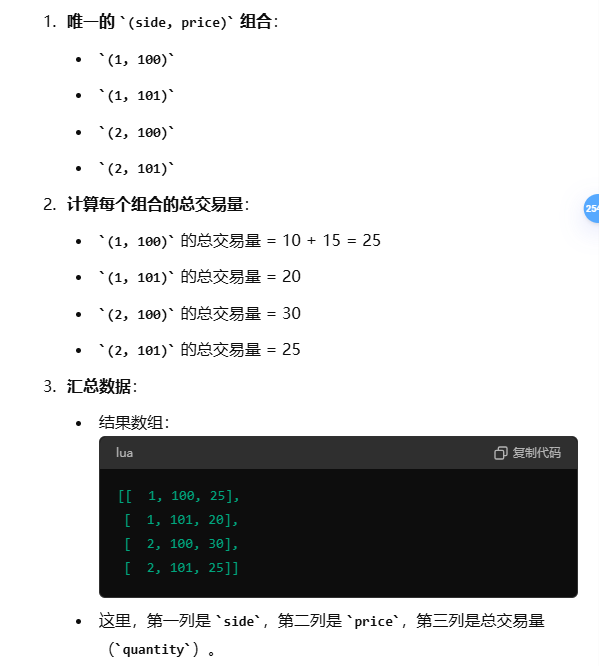 1. 唯一的 `(side, price)` 组合：
• `(1, 100)`
• `(1, 101)`
• `(2, 100)`
• `(2, 101)`
2. 计算每个组合的总交易量：
• `(1, 100)` 的总交易量 = 10 + 15 = 25
• `(1, 101)` 的总交易量 = 20
• `(2, 100)` 的总交易量 = 30
• `(2, 101)` 的总交易量 = 25
3. 汇总数据：
• 结果数组：
lua 复制代码
[[  1, 100, 25],
 [  1, 101, 20],
 [  2, 100, 30],
 [  2, 101, 25]]
• 这里，第一列是 `side`，第二列是 `price`，第三列是总交易量
（`quantity`）。